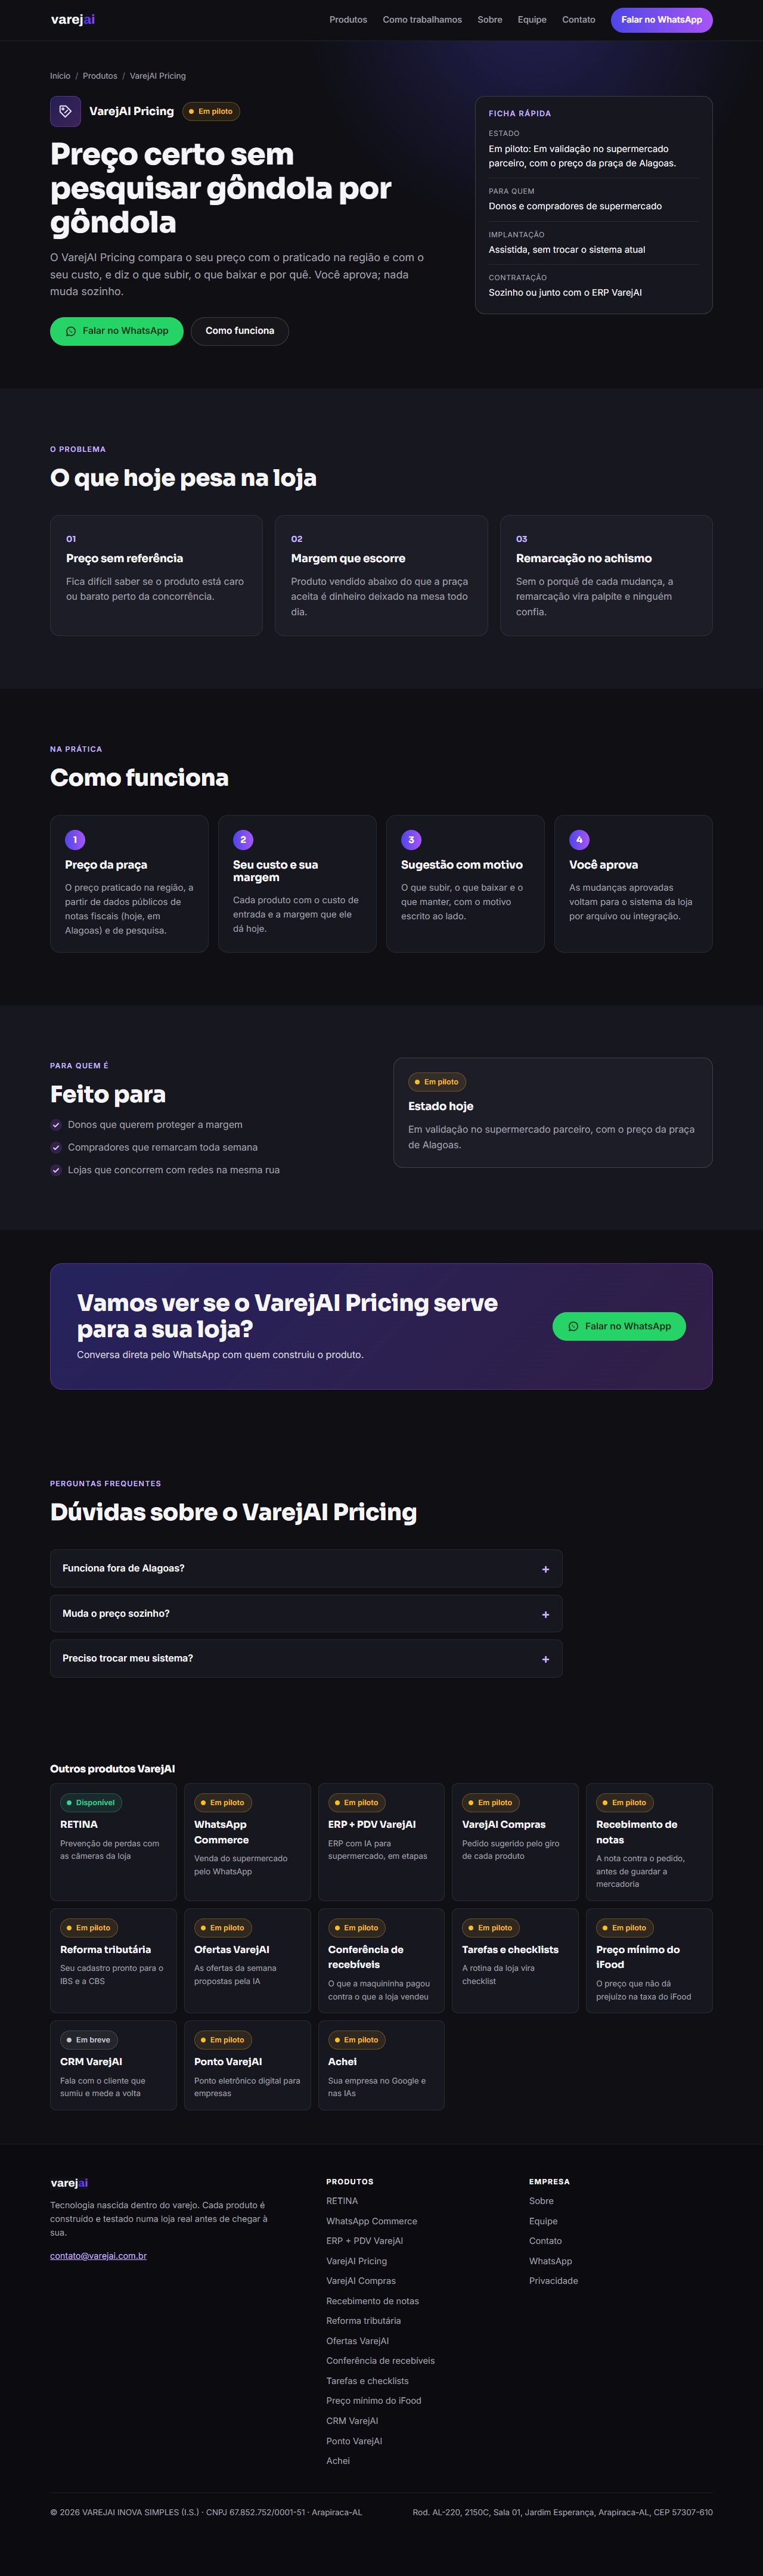 varejai
Produtos
Como trabalhamos
Sobre
Equipe
Contato
Falar no WhatsApp
Início / Produtos / VarejAI Pricing
VarejAI Pricing
Em piloto
Preço certo sem
pesquisar gôndola por
gôndola
O VarejAI Pricing compara o seu preço com o praticado na região e com o
seu custo, e diz o que subir, o que baixar e por quê. Você aprova; nada
muda sozinho.
Falar no WhatsApp
Como funciona
FICHA RÁPIDA
ESTADO
Em piloto: Em validação no supermercado
parceiro, com o preço da praça de Alagoas.
PARA QUEM
Donos e compradores de supermercado
IMPLANTAÇÃO
Assistida, sem trocar o sistema atual
CONTRATAÇÃO
Sozinho ou junto com o ERP VarejAI
O PROBLEMA
O que hoje pesa na loja
01
Preço sem referência
Fica difícil saber se o produto está caro
ou barato perto da concorrência.
02
Margem que escorre
Produto vendido abaixo do que a praça
aceita é dinheiro deixado na mesa todo
dia.
03
Remarcação no achismo
Sem o porquê de cada mudança, a
remarcação vira palpite e ninguém
confia.
NA PRÁTICA
Como funciona
1
Preço da praça
O preço praticado na região, a
partir de dados públicos de
notas fiscais (hoje, em
Alagoas) e de pesquisa.
2
Seu custo e sua
margem
Cada produto com o custo de
entrada e a margem que ele
dá hoje.
3
Sugestão com motivo
O que subir, o que baixar e o
que manter, com o motivo
escrito ao lado.
4
Você aprova
As mudanças aprovadas
voltam para o sistema da loja
por arquivo ou integração.
PARA QUEM É
Feito para
Donos que querem proteger a margem
Compradores que remarcam toda semana
Lojas que concorrem com redes na mesma rua
Em piloto
Estado hoje
Em validação no supermercado parceiro, com o preço da praça
de Alagoas.
Vamos ver se o VarejAI Pricing serve
para a sua loja?
Conversa direta pelo WhatsApp com quem construiu o produto.
Falar no WhatsApp
PERGUNTAS FREQUENTES
Dúvidas sobre o VarejAI Pricing
Funciona fora de Alagoas? +
Muda o preço sozinho? +
Preciso trocar meu sistema? +
Outros produtos VarejAI
Disponível
RETINA
Prevenção de perdas com
as câmeras da loja
Em piloto
WhatsApp
Commerce
Venda do supermercado
pelo WhatsApp
Em piloto
ERP + PDV VarejAI
ERP com IA para
supermercado, em etapas
Em piloto
VarejAI Compras
Pedido sugerido pelo giro
de cada produto
Em piloto
Recebimento de
notas
A nota contra o pedido,
antes de guardar a
mercadoria
Em piloto
Reforma tributária
Seu cadastro pronto para o
IBS e a CBS
Em piloto
Ofertas VarejAI
As ofertas da semana
propostas pela IA
Em piloto
Conferência de
recebíveis
O que a maquininha pagou
contra o que a loja vendeu
Em piloto
Tarefas e checklists
A rotina da loja vira
checklist
Em piloto
Preço mínimo do
iFood
O preço que não dá
prejuízo na taxa do iFood
Em breve
CRM VarejAI
Fala com o cliente que
sumiu e mede a volta
Em piloto
Ponto VarejAI
Ponto eletrônico digital para
empresas
Em piloto
Achei
Sua empresa no Google e
nas IAs
varejai
Tecnologia nascida dentro do varejo. Cada produto é
construído e testado numa loja real antes de chegar à
sua.
contato@varejai.com.br
PRODUTOS
RETINA
WhatsApp Commerce
ERP + PDV VarejAI
VarejAI Pricing
VarejAI Compras
Recebimento de notas
Reforma tributária
Ofertas VarejAI
Conferência de recebíveis
Tarefas e checklists
Preço mínimo do iFood
CRM VarejAI
Ponto VarejAI
Achei
EMPRESA
Sobre
Equipe
Contato
WhatsApp
Privacidade
© 2026 VAREJAI INOVA SIMPLES (I.S.) · CNPJ 67.852.752/0001-51 · Arapiraca-AL
Rod. AL-220, 2150C, Sala 01, Jardim Esperança, Arapiraca-AL, CEP 57307-610